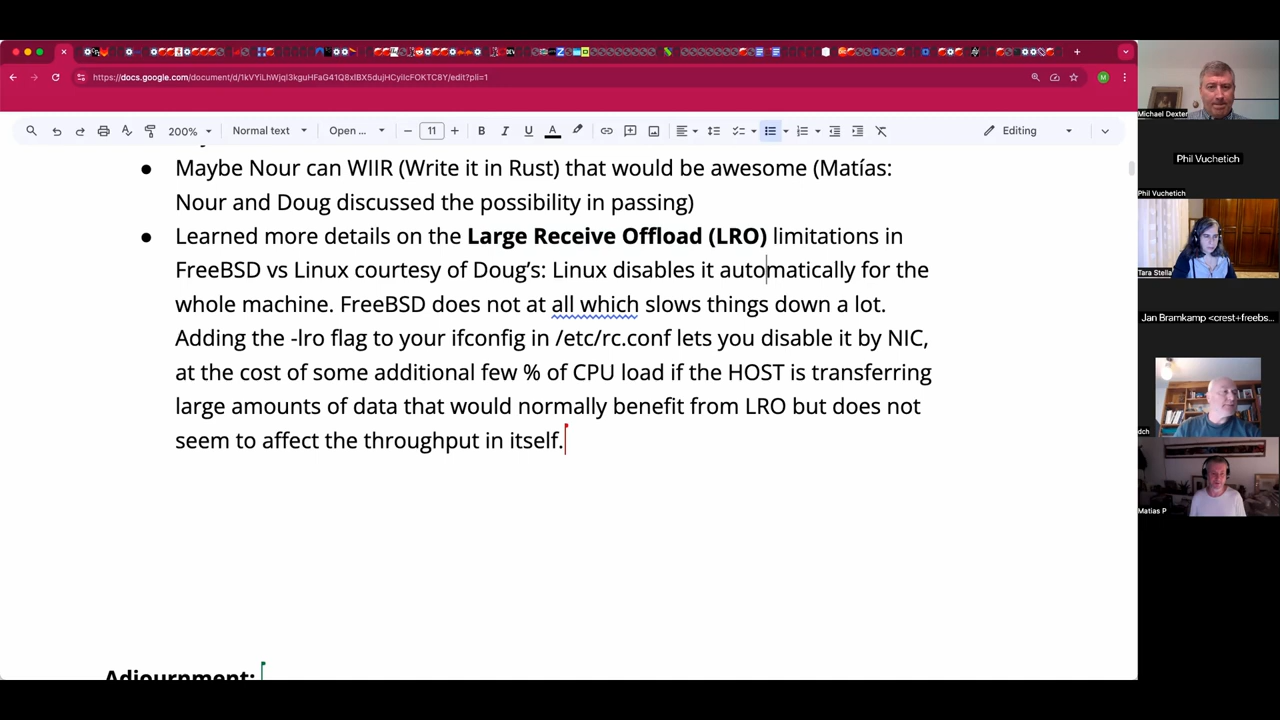 https://docs.google.com/document/d/1kVYiLhWjqI3kguHFaG41Q8xlBX5dujHCyiIcFOKTC8Y/edit?pli=1
M
200%
Normal text
Open ...
11
B I U A
Editing
Maybe Nour can WIIR (Write it in Rust) that would be awesome (Matías:
Nour and Doug discussed the possibility in passing)
Learned more details on the Large Receive Offload (LRO) limitations in
FreeBSD vs Linux courtesy of Doug's: Linux disables it automatically for the
whole machine. FreeBSD does not at all which slows things down a lot.
Adding the -lro flag to your ifconfig in /etc/rc.conf lets you disable it by NIC,
at the cost of some additional few % of CPU load if the HOST is transferring
large amounts of data that would normally benefit from LRO but does not
seem to affect the throughput in itself.
Adjournment:
Michael Dexter
Phil Vuchetich
Phil Vuchetich
Tara Stella
Jan Bramkamp <crest+freebs...
dch
Matias P